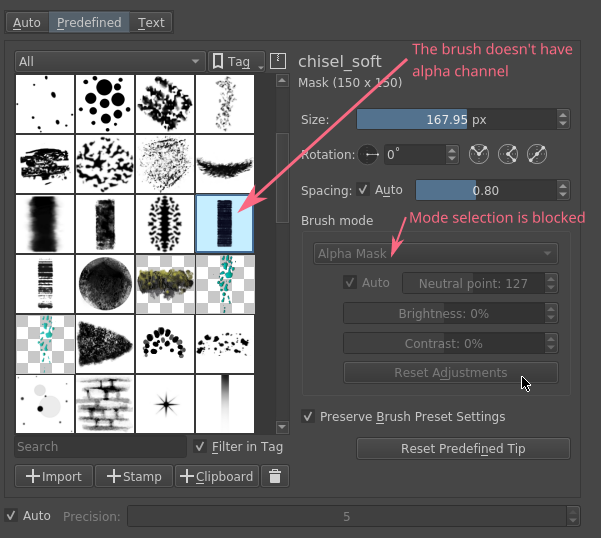 Auto Predefined Text
All Tag
chisel_soft
The brush doesn't have
alpha channel
Mask (150 x 150)
Size: 167.95 px
Rotation: 0°
Spacing: Auto 0.80
Brush mode
Mode selection is blocked
Alpha Mask
Auto Neutral point: 127
Brightness: 0%
Contrast: 0%
Reset Adjustments
Preserve Brush Preset Settings
Search Filter in Tag
Reset Predefined Tip
Import Stamp Clipboard
Auto Precision: 5